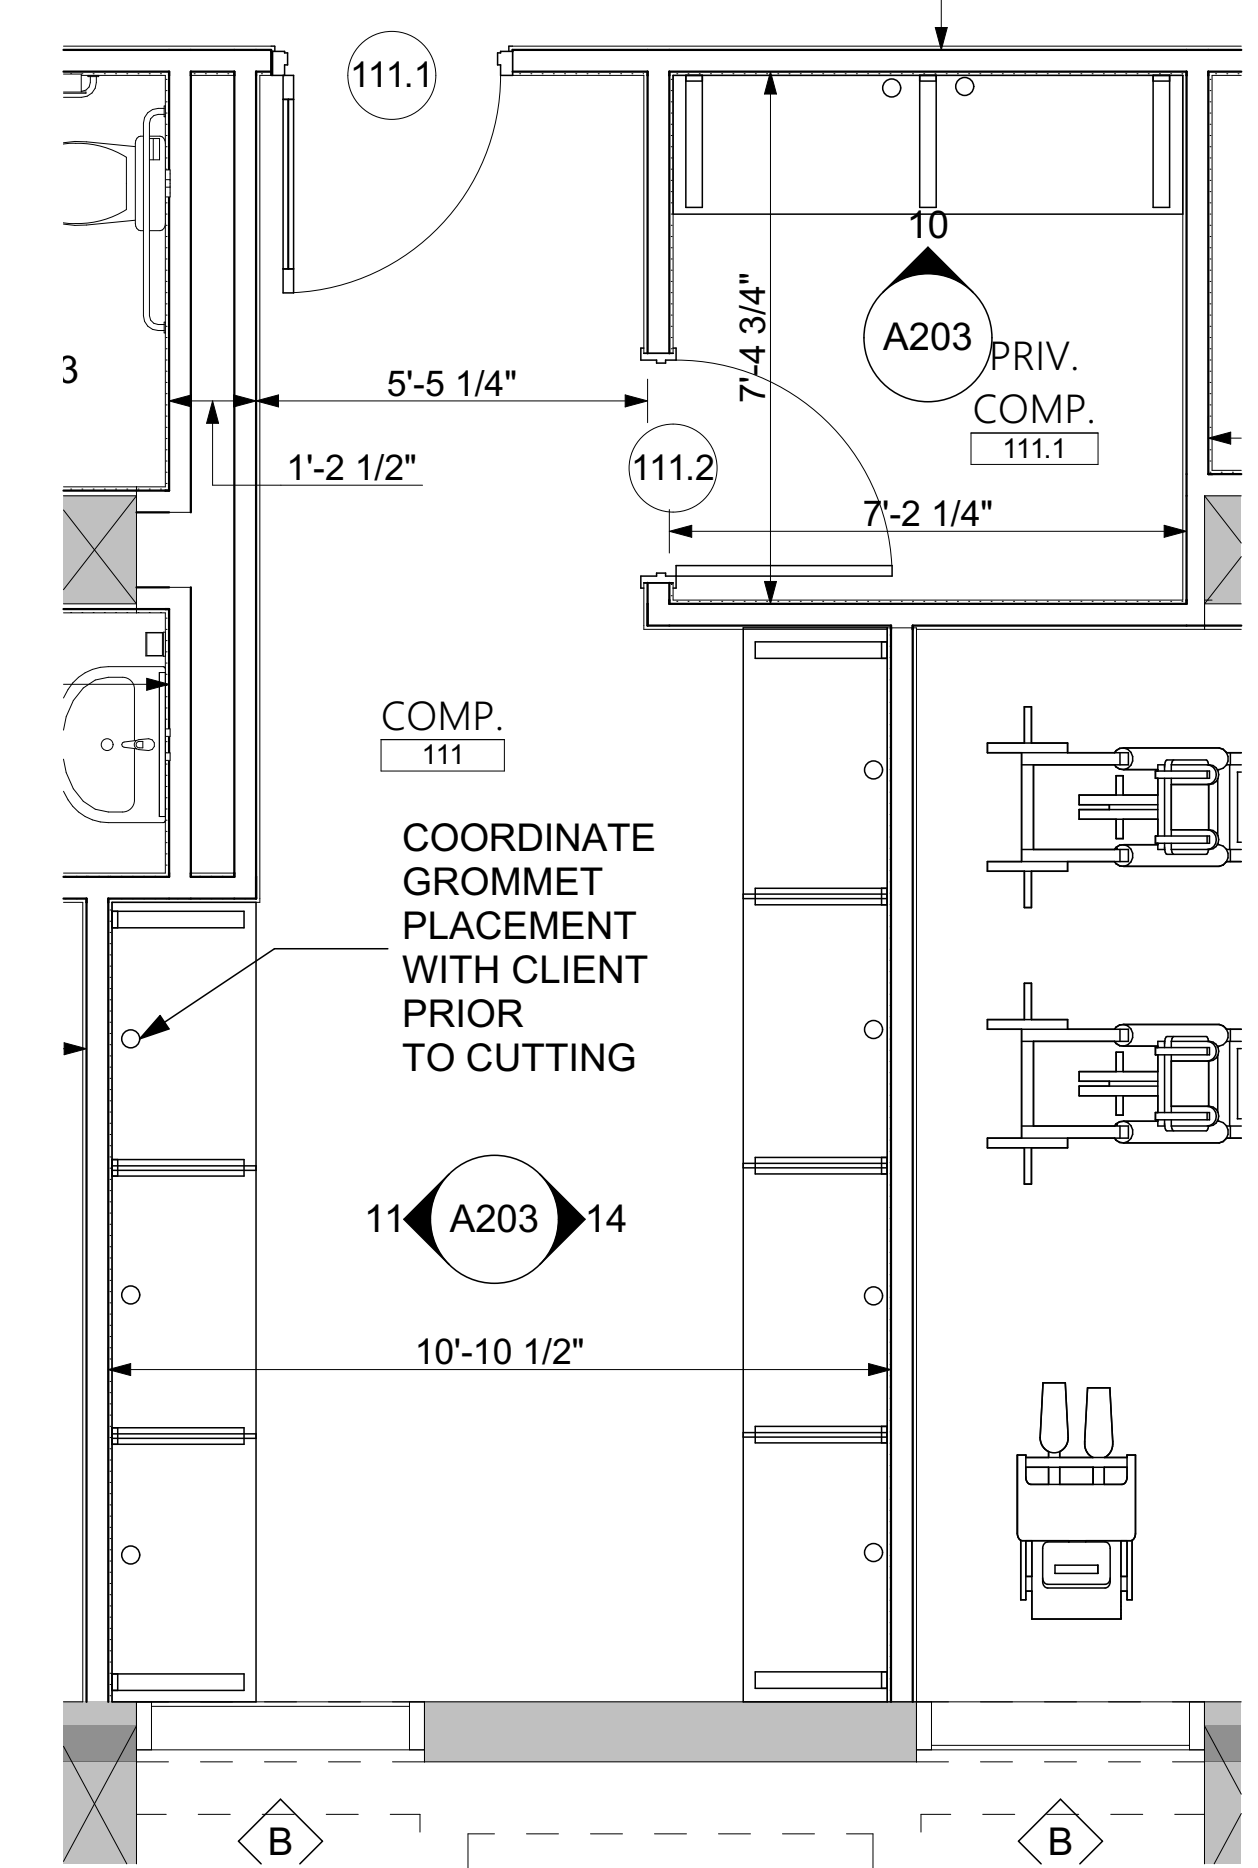 111.1
10
A203
PRIV.
COMP.
111.1
7'-4 3/4"
3
5'-5 1/4"
1'-2 1/2"
111.2
7'-2 1/4"
COMP.
111
COORDINATE
GROMMET
PLACEMENT
WITH CLIENT
PRIOR
TO CUTTING
11 A203 14
10'-10 1/2"
B
B